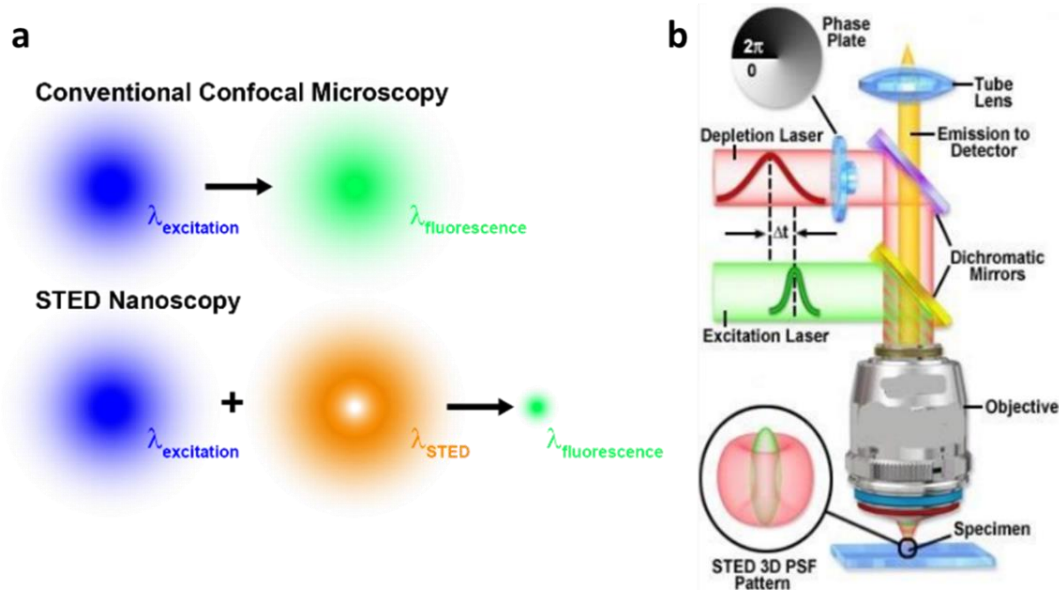 a
Conventional Confocal Microscopy
λexcitation
λfluorescence
STED Nanoscopy
λexcitation
+
λSTED
λfluorescence
b
Phase
Plate
2π
0
Tube
Lens
Depletion Laser
Emission to
Detector
Δt
Dichromatic
Mirrors
Excitation Laser
Objective
Specimen
STED 3D PSF
Pattern